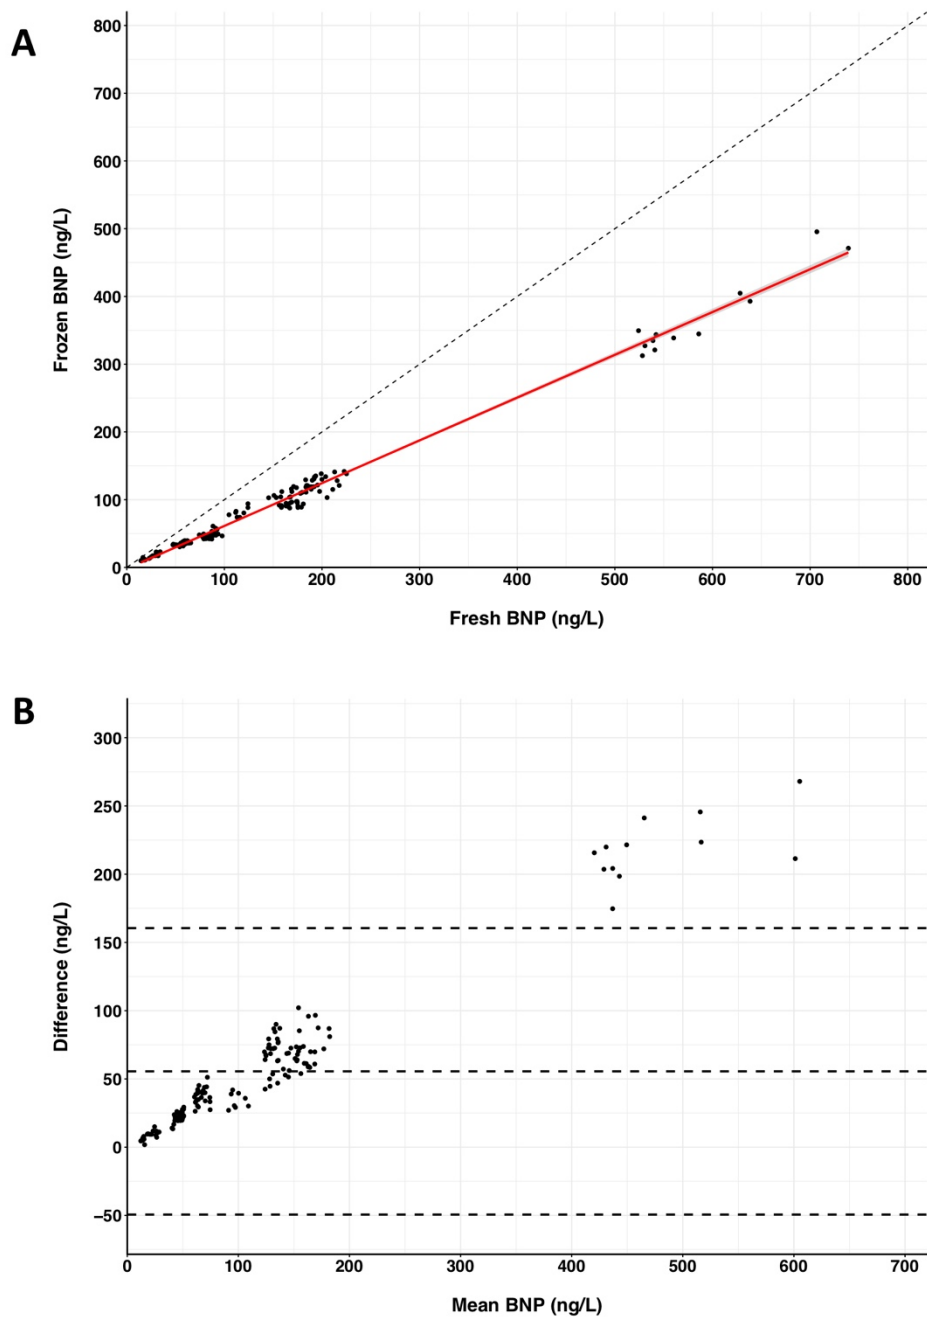 A
800
700
600
500
400
300
200
100
0
Frozen BNP (ng/L)
0 100 200 300 400 500 600 700 800
Fresh BNP (ng/L)
B
300
250
200
150
100
50
0
−50
Difference (ng/L)
0 100 200 300 400 500 600 700
Mean BNP (ng/L)